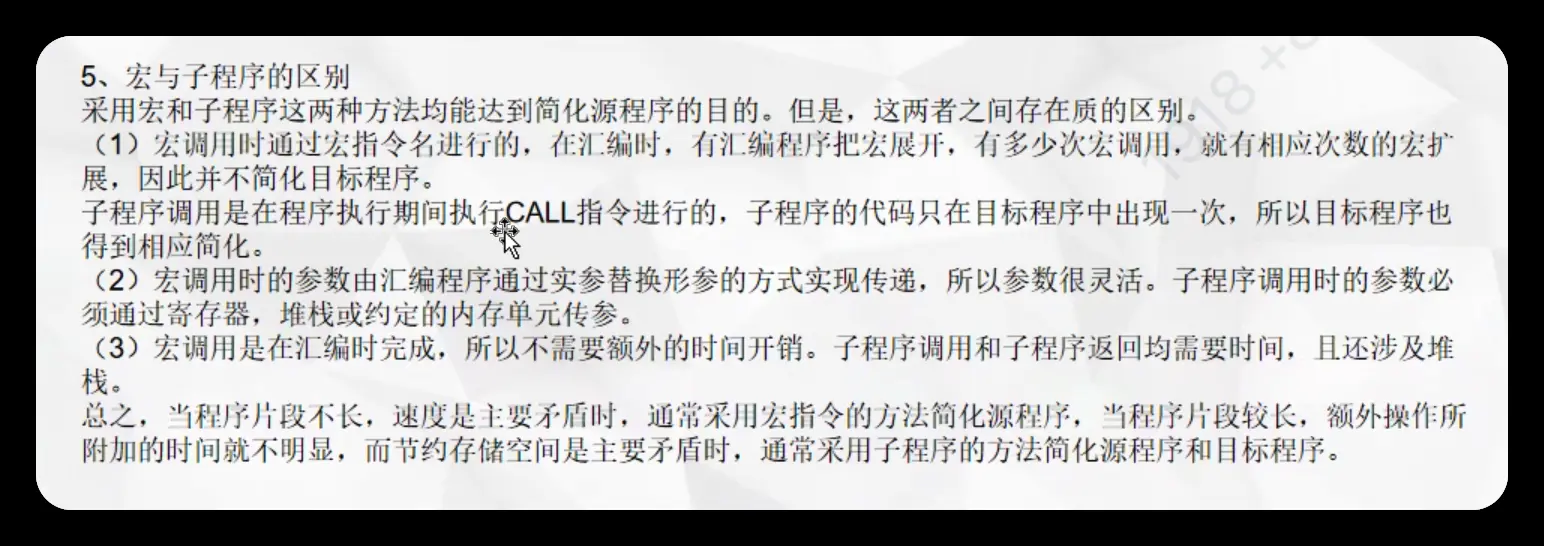 5、宏与子程序的区别
采用宏和子程序这两种方法均能达到简化源程序的目的。但是，这两者之间存在质的区别。
（1）宏调用时通过宏指令名进行的，在汇编时，有汇编程序把宏展开，有多少次宏调用，就有相应次数的宏扩
展，因此并不简化目标程序。
子程序调用是在程序执行期间执行CALL指令进行的，子程序的代码只在目标程序中出现一次，所以目标程序也
得到相应简化。
（2）宏调用时的参数由汇编程序通过实参替换形参的方式实现传递，所以参数很灵活。子程序调用时的参数必
须通过寄存器，堆栈或约定的内存单元传参。
（3）宏调用是在汇编时完成，所以不需要额外的时间开销。子程序调用和子程序返回均需要时间，且还涉及堆
栈。
总之，当程序片段不长，速度是主要矛盾时，通常采用宏指令的方法简化源程序，当程序片段较长，额外操作所
附加的时间就不明显，而节约存储空间是主要矛盾时，通常采用子程序的方法简化源程序和目标程序。
1918 +8